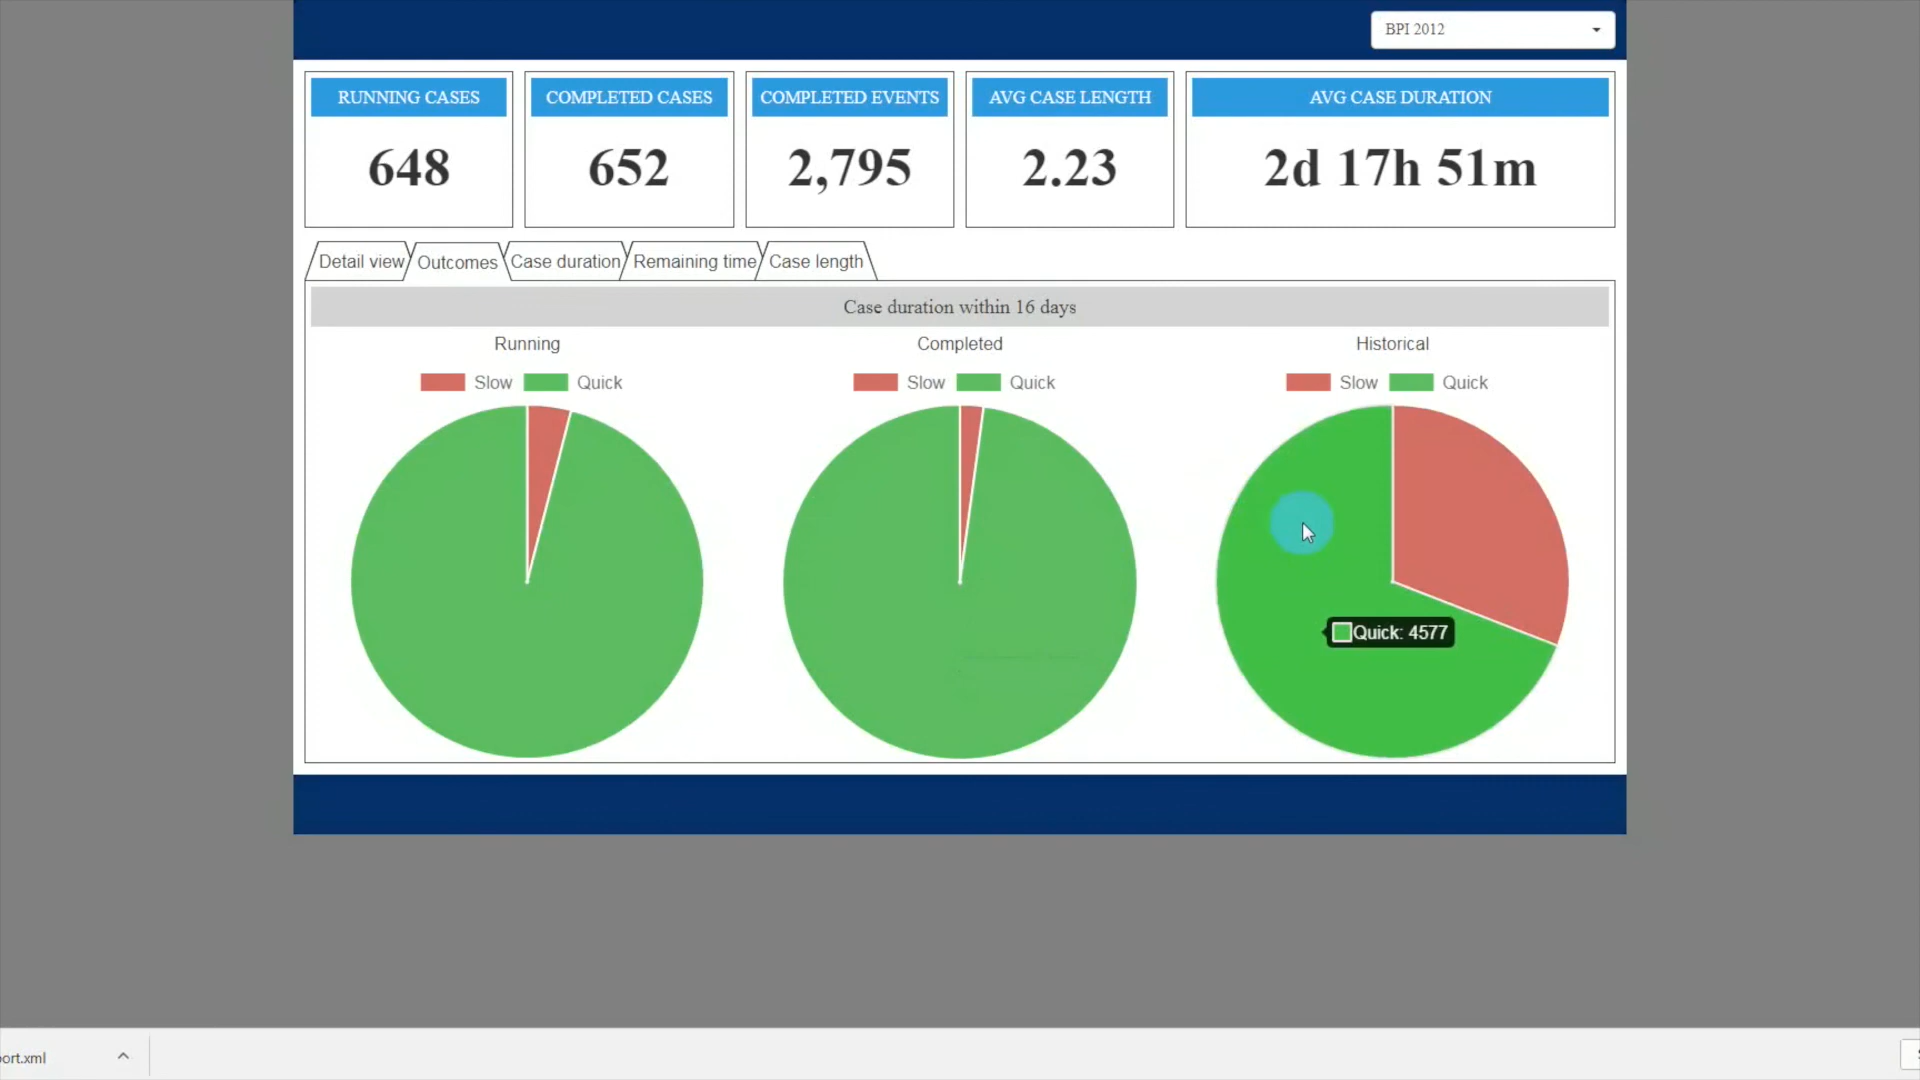 BPI 2012
RUNNING CASES
648
COMPLETED CASES
652
COMPLETED EVENTS
2,795
AVG CASE LENGTH
2.23
AVG CASE DURATION
2d 17h 51m
Detail view
Outcomes
Case duration
Remaining time
Case length
Case duration within 16 days
Running
Slow Quick
Completed
Slow Quick
Historical
Slow Quick
Quick: 4577
ort.xml